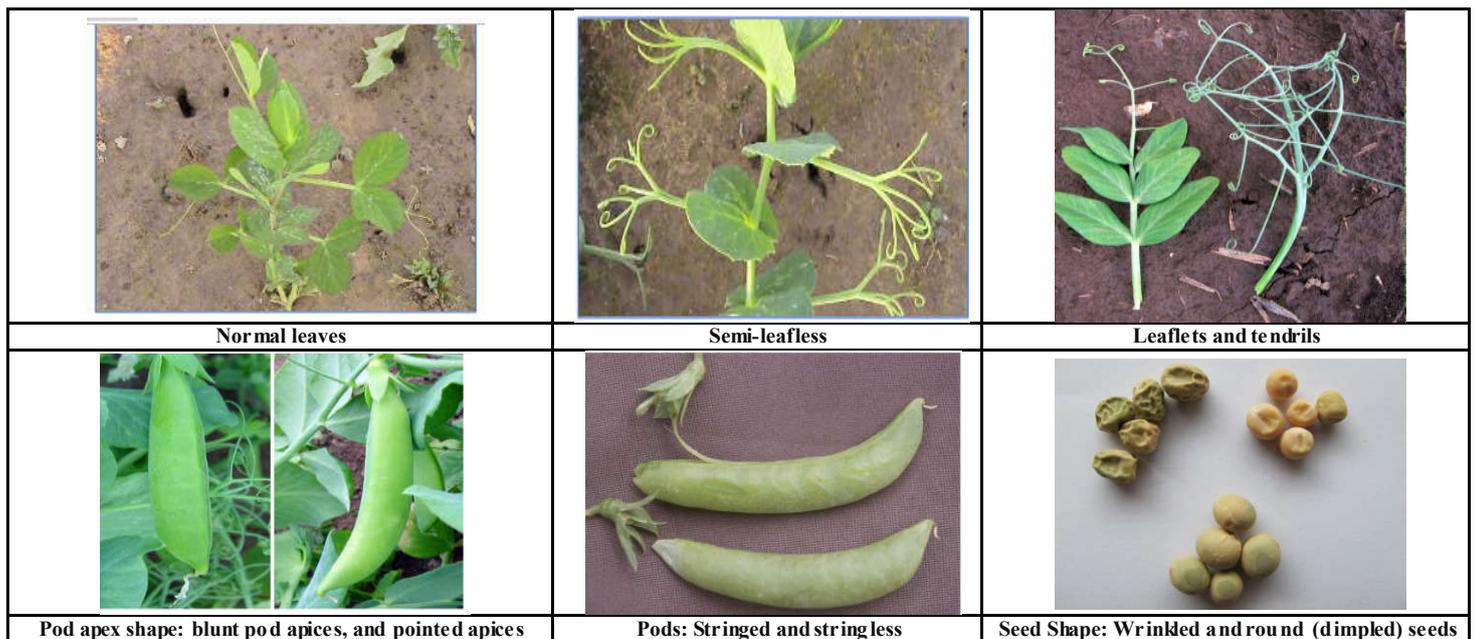 Normal leaves
Semi-leafless
Leaflets and tendrils
Pod apex shape: blunt pod apices, and pointed apices
Pods: Stringed and stringless
Seed Shape: Wrinkled and round (dimpled) seeds